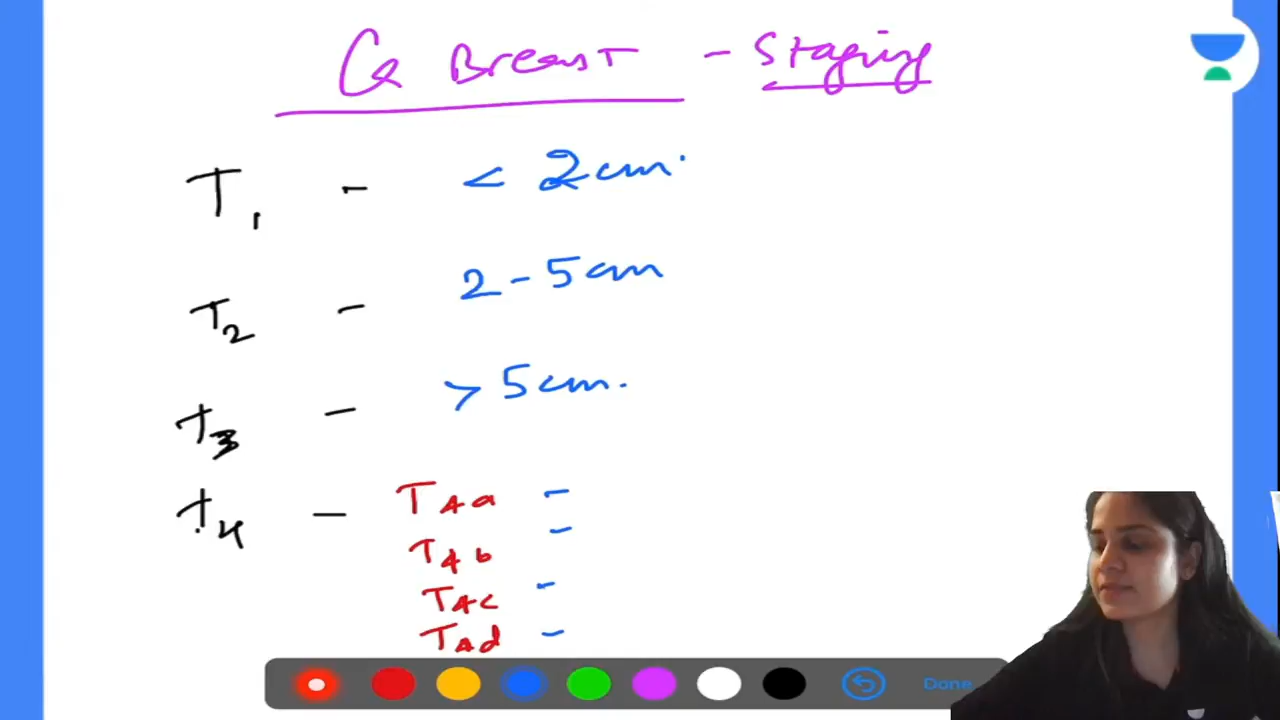 Ca Breast - Staging
T1 - < 2cm.
T2 - 2 - 5cm
T3 - > 5cm.
T4 - T4a -
T4b -
T4c -
T4d -
Done